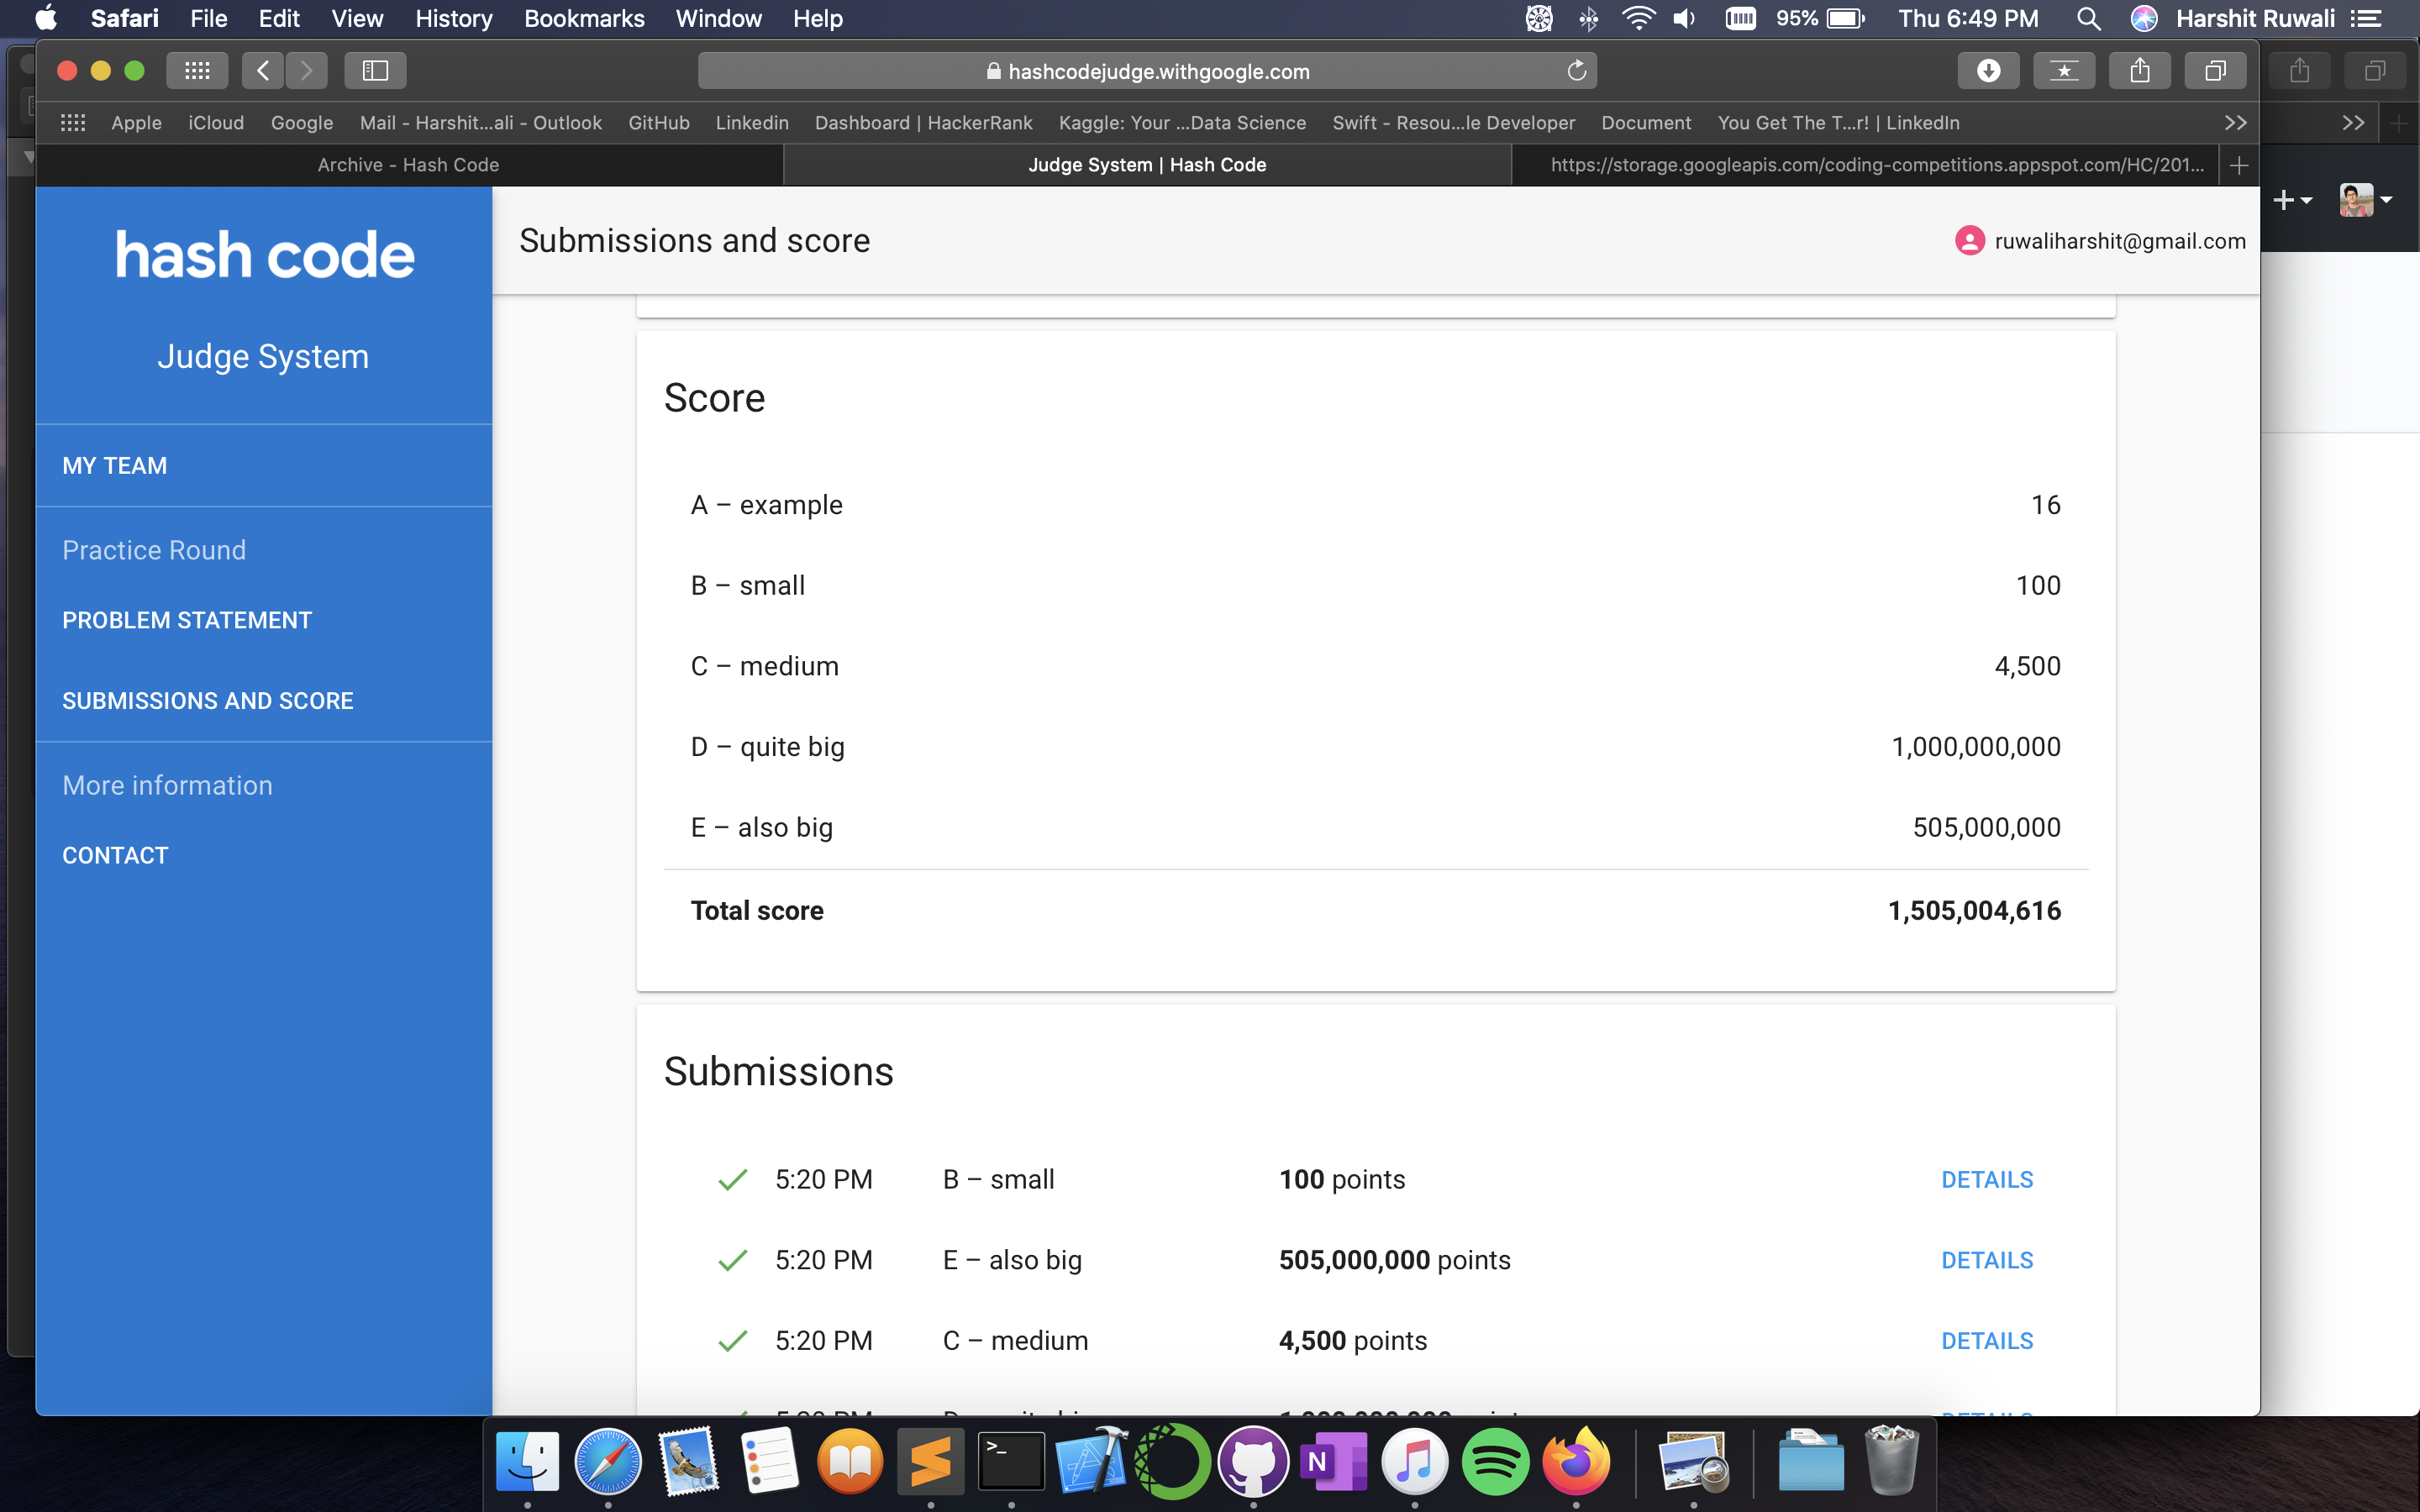 Safari File Edit View History Bookmarks Window Help 95% Thu 6:49 PM Harshit Ruwali
hashcodejudge.withgoogle.com
Apple iCloud Google Mail - Harshit...ali - Outlook GitHub Linkedin Dashboard | HackerRank Kaggle: Your ...Data Science Swift - Resou...le Developer Document You Get The T...r! | LinkedIn >> >>
Archive - Hash Code Judge System | Hash Code https://storage.googleapis.com/coding-competitions.appspot.com/HC/201...
hash code
Judge System
MY TEAM
Practice Round
PROBLEM STATEMENT
SUBMISSIONS AND SCORE
More information
CONTACT
Submissions and score ruwaliharshit@gmail.com
Score
A – example 16
B – small 100
C – medium 4,500
D – quite big 1,000,000,000
E – also big 505,000,000
Total score 1,505,004,616
Submissions
5:20 PM B – small 100 points DETAILS
5:20 PM E – also big 505,000,000 points DETAILS
5:20 PM C – medium 4,500 points DETAILS
>_ N